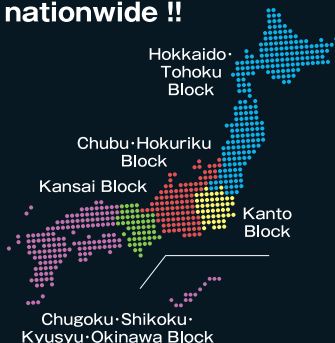 nationwide !!
Hokkaido·
Tohoku
Block
Chubu·Hokuriku
Block
Kansai Block
Kanto
Block
Chugoku·Shikoku·
Kyusyu·Okinawa Block